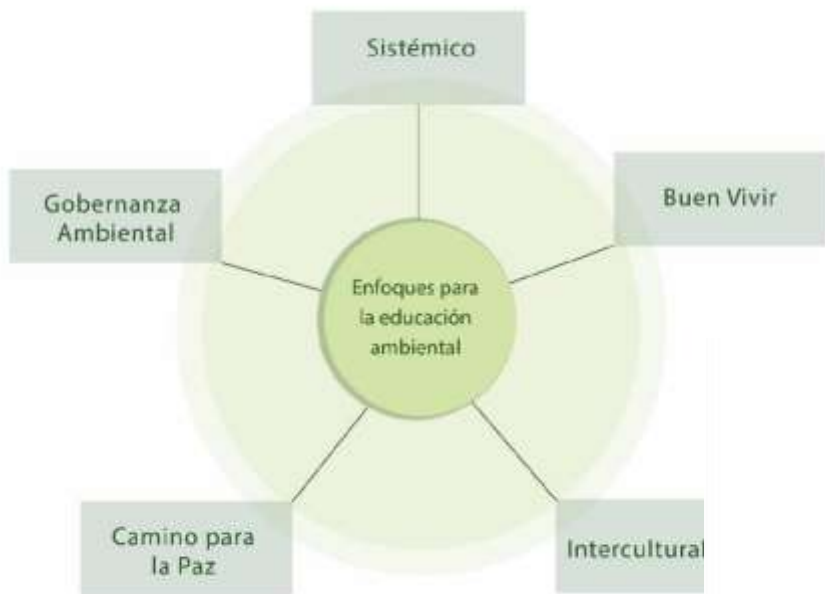 Sistémico
Gobernanza
Ambiental
Buen Vivir
Enfoques para
la educación
ambiental
Camino para
la Paz
Intercultural